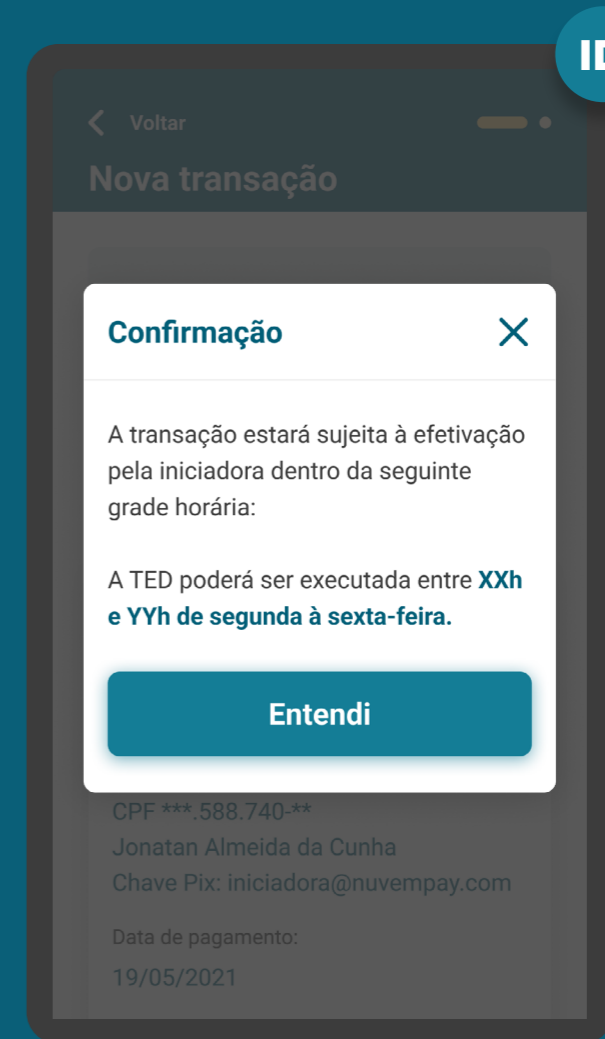 ID
Voltar
Nova transação
Confirmação
A transação estará sujeita à efetivação
pela iniciadora dentro da seguinte
grade horária:
A TED poderá ser executada entre XXh
e YYh de segunda à sexta-feira.
Entendi
CPF ***.588.740-**
Jonatan Almeida da Cunha
Chave Pix: iniciadora@nuvempay.com
Data de pagamento:
19/05/2021